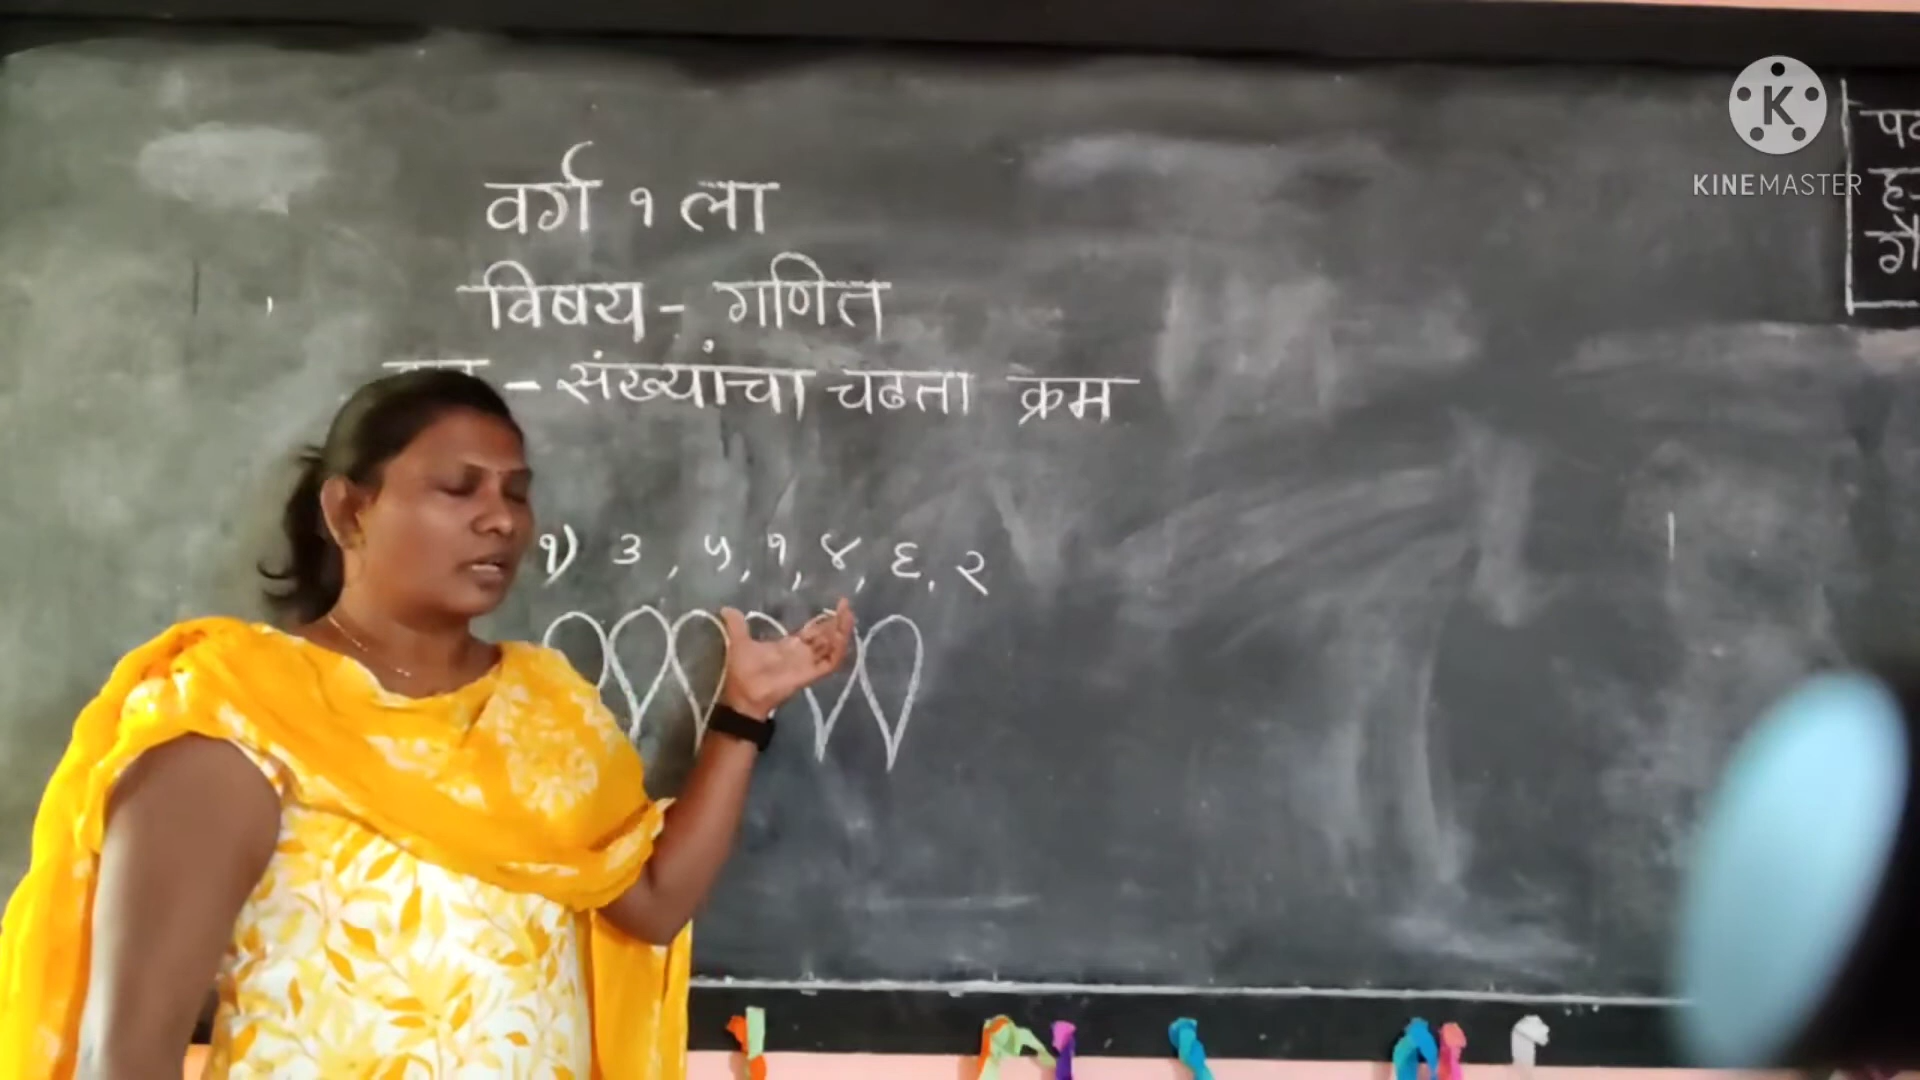 वर्ग १ ला
विषय - गणित
- संख्यांचा चढता क्रम
१) ३, ५, १, ४, ६, २
KINEMASTER